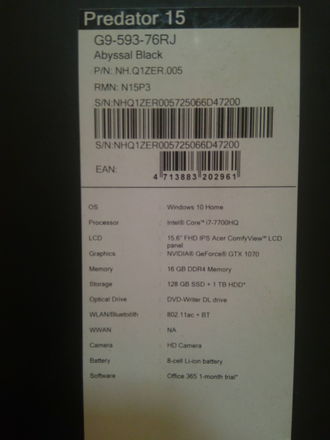 Predator 15
G9-593-76RJ
Abyssal Black
P/N: NH.Q1ZER.005
RMN: N15P3
S/N:NHQ1ZER005725066D47200
S/N:NHQ1ZER005725066D47200
EAN: 4 713883 202961
OS : Windows 10 Home
Processor : Intel® Core™ i7-7700HQ
LCD : 15.6" FHD IPS Acer ComfyView™ LCD
panel
Graphics : NVIDIA® GeForce® GTX 1070
Memory : 16 GB DDR4 Memory
Storage : 128 GB SSD + 1 TB HDD*
Optical Drive : DVD-Writer DL drive
WLAN/Bluetooth : 802.11ac + BT
WWAN : NA
Camera : HD Camera
Battery : 8-cell Li-ion battery
Software : Office 365 1-month trial*